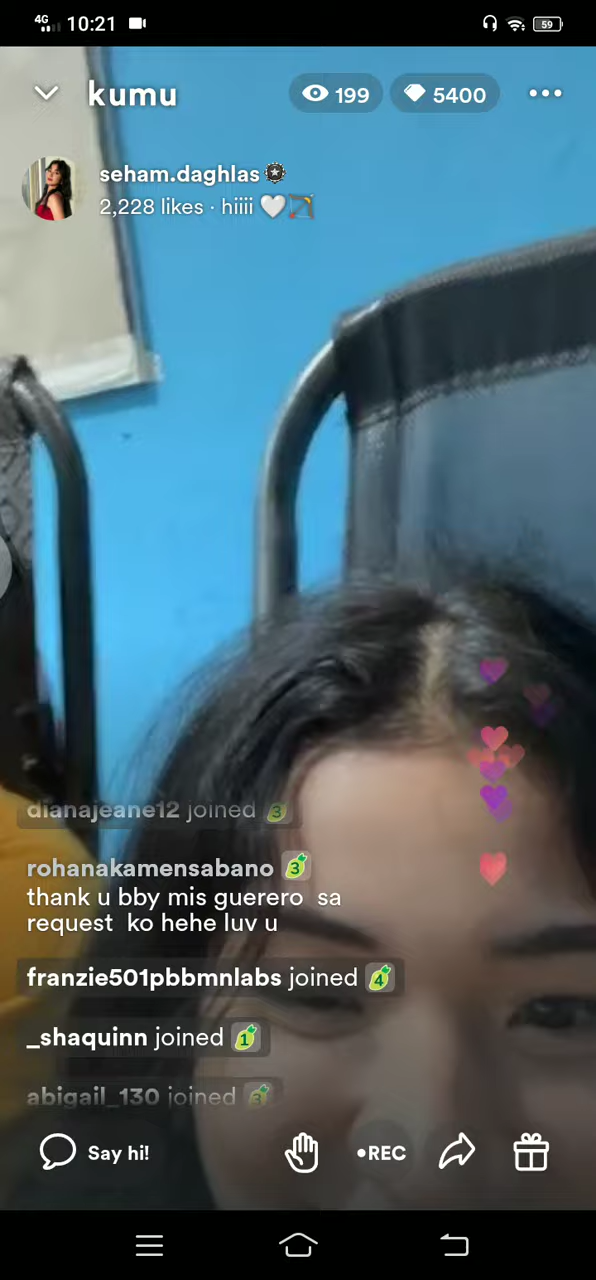 4G 10:21 59
kumu 199 5400
seham.daghlas
2,228 likes · hiiii 🤍🏹
dianajeane12 joined 3
rohanakamensabano 3
thank u bby mis guerero sa
request ko hehe luv u
franzie501pbbmnlabs joined 4
_shaquinn joined 1
abigail_130 joined 3
Say hi! •REC